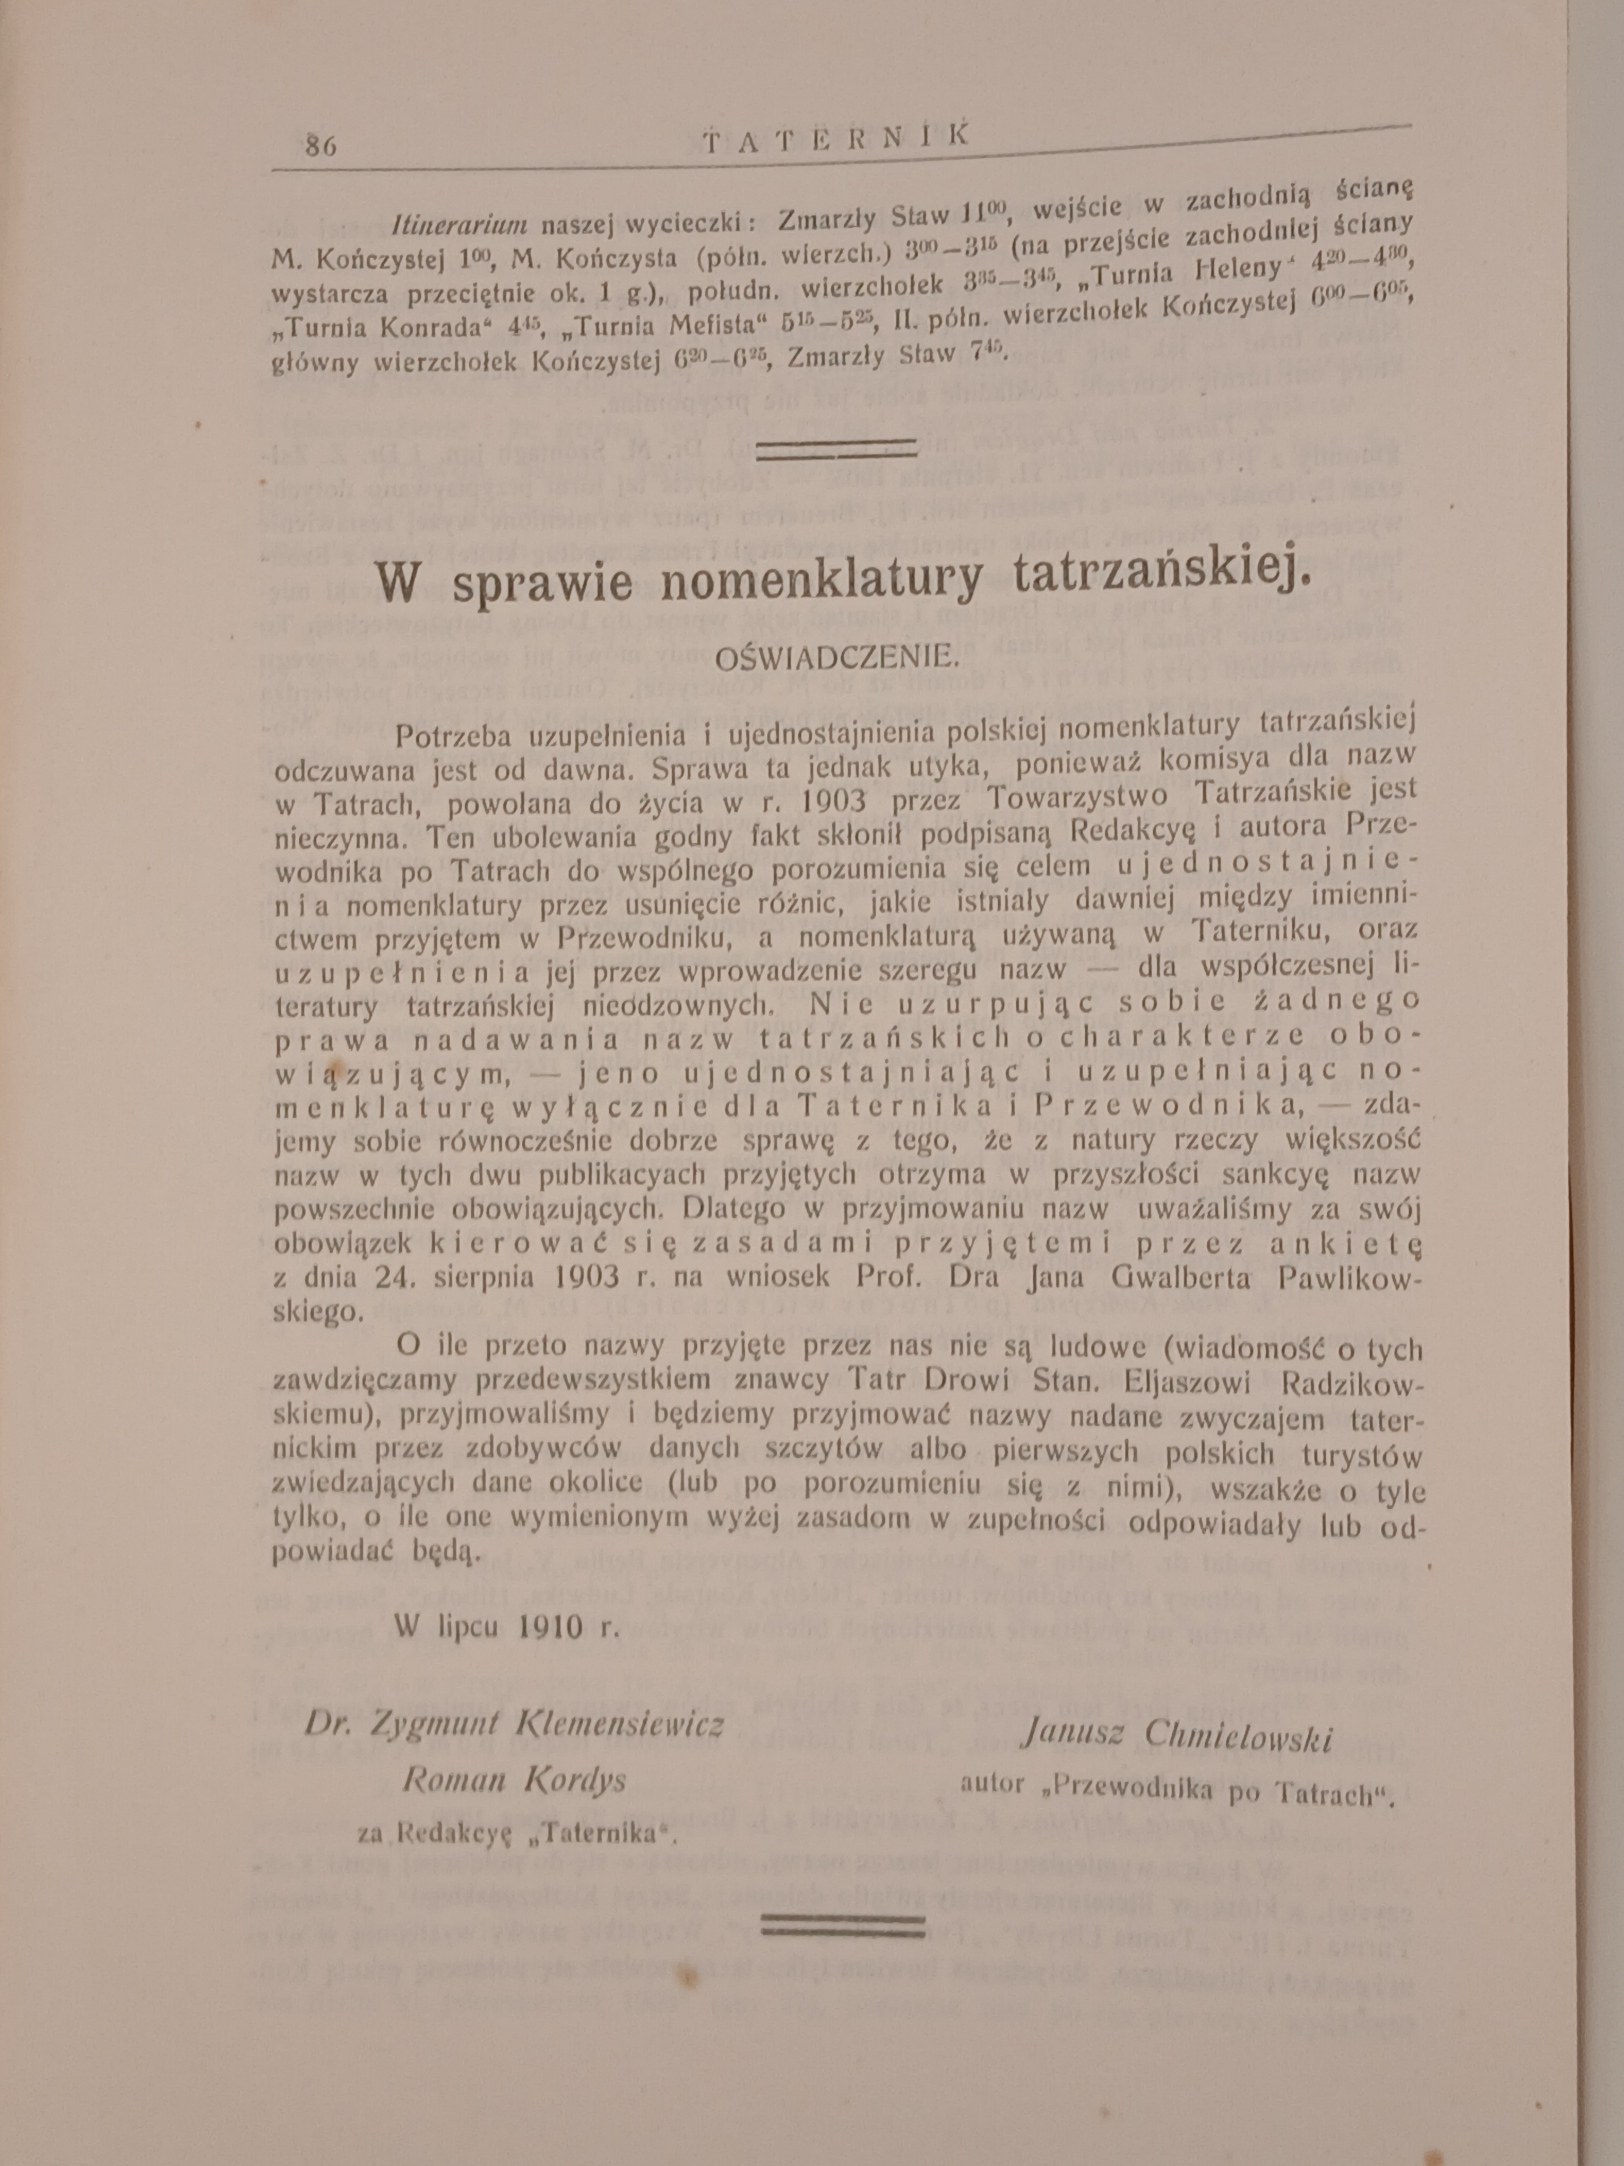 86
TATERNIK
Itinerarium naszej wycieczki: Zmarzły Staw 11⁰⁰, wejście w zachodnią ścianę
M. Kończystej 1⁰⁰, M. Kończysta (półn. wierzch.) 3⁰⁰—3¹⁵ (na przejście zachodniej ściany
wystarcza przeciętnie ok. 1 g.), południ. wierzchołek 3³⁵—3⁴⁵, „Turnia Heleny“ 4²⁰—4³⁰,
„Turnia Konrada“ 4⁴⁵, „Turnia Mefista“ 5¹⁵—5²⁵, II. półn. wierzchołek Kończystej 6⁰⁰—6⁰⁵,
główny wierzchołek Kończystej 6²⁰—6²⁵, Zmarzły Staw 7⁴⁵.
W sprawie nomenklatury tatrzańskiej.
OŚWIADCZENIE.
Potrzeba uzupełnienia i ujednostajnienia polskiej nomenklatury tatrzańskiej
odczuwana jest od dawna. Sprawa ta jednak utyka, ponieważ komisya dla nazw
w Tatrach, powołana do życia w r. 1903 przez Towarzystwo Tatrzańskie jest
nieczynna. Ten ubolewania godny fakt skłonił podpisaną Redakcyę i autora Prze-
wodnika po Tatrach do wspólnego porozumienia się celem ujednostajnie-
nia nomenklatury przez usunięcie różnic, jakie istniały dawniej między imienni-
ctwem przyjętem w Przewodniku, a nomenklaturą używaną w Taterniku, oraz
uzupełnienia jej przez wprowadzenie szeregu nazw — dla współczesnej li-
teratury tatrzańskiej nieodzownych. Nie uzurpując sobie żadnego
prawa nadawania nazw tatrzańskich o charakterze obo-
wiązującym, — jeno ujednostajniając i uzupełniając no-
menklaturę wyłącznie dla Taternika i Przewodnika, — zda-
jemy sobie równocześnie dobrze sprawę z tego, że z natury rzeczy większość
nazw w tych dwu publikacyach przyjętych otrzyma w przyszłości sankcyę nazw
powszechnie obowiązujących. Dlatego w przyjmowaniu nazw uważaliśmy za swój
obowiązek kierować się zasadami przyjętemi przez ankietę
z dnia 24. sierpnia 1903 r. na wniosek Prof. Dra Jana Gwalberta Pawlikow-
skiego.
O ile przeto nazwy przyjęte przez nas nie są ludowe (wiadomość o tych
zawdzięczamy przedewszystkiem znawcy Tatr Drowi Stan. Eljaszowi Radzikow-
skiemu), przyjmowaliśmy i będziemy przyjmować nazwy nadane zwyczajem tater-
nickim przez zdobywców danych szczytów albo pierwszych polskich turystów
zwiedzających dane okolice (lub po porozumieniu się z nimi), wszakże o tyle
tylko, o ile one wymienionym wyżej zasadom w zupełności odpowiadały lub od-
powiadać będą.
W lipcu 1910 r.
Dr. Zygmunt Klemensiewicz
Roman Kordys
za Redakcyę „Taternika“.
Janusz Chmielowski
autor „Przewodnika po Tatrach“.